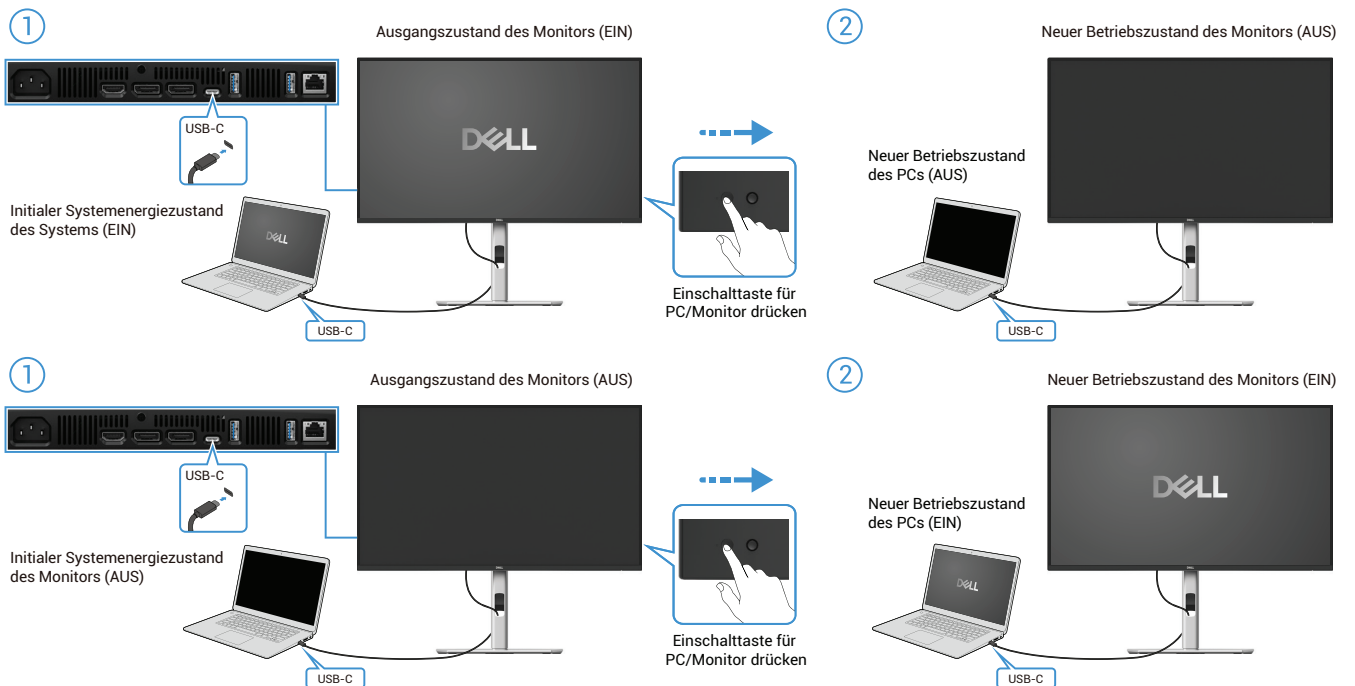 1
Ausgangszustand des Monitors (EIN)
USB-C
DELL
Initialer Systemenergiezustand
des Systems (EIN)
DELL
USB-C
Einschalttaste für
PC/Monitor drücken
2
Neuer Betriebszustand des Monitors (AUS)
Neuer Betriebszustand
des PCs (AUS)
USB-C
1
Ausgangszustand des Monitors (AUS)
USB-C
Initialer Systemenergiezustand
des Monitors (AUS)
USB-C
Einschalttaste für
PC/Monitor drücken
2
Neuer Betriebszustand des Monitors (EIN)
DELL
Neuer Betriebszustand
des PCs (EIN)
DELL
USB-C